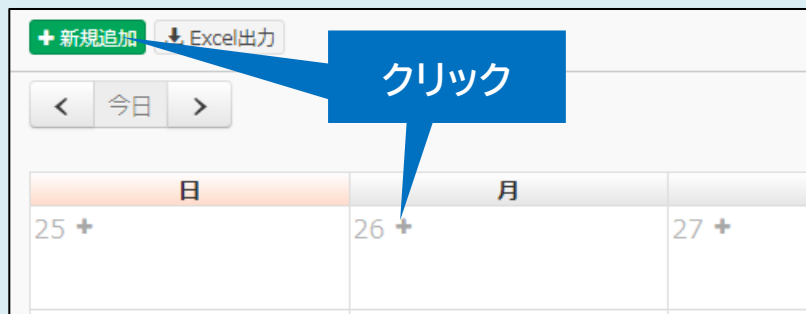 + 新規追加 Excel出力
クリック
< 今日 >
日 月
25 + 26 + 27 +